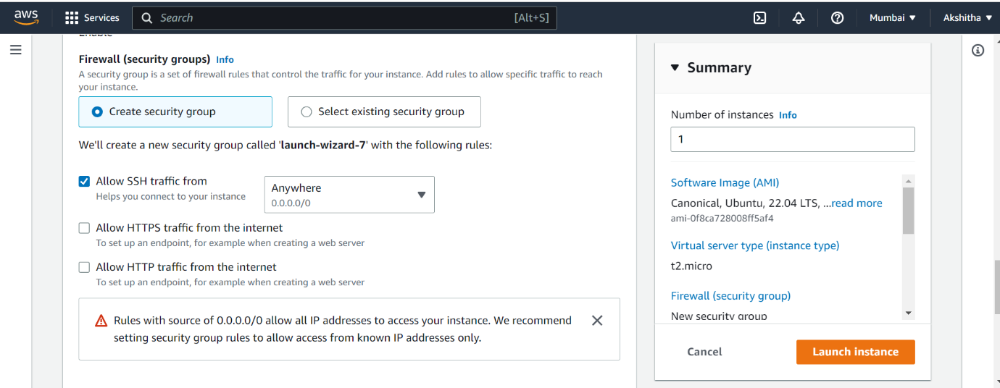 aws
Services
Search
[Alt+S]
Mumbai
Akshitha
Firewall (security groups) Info
A security group is a set of firewall rules that control the traffic for your instance. Add rules to allow specific traffic to reach
your instance.
Create security group
Select existing security group
We'll create a new security group called 'launch-wizard-7' with the following rules:
Allow SSH traffic from
Helps you connect to your instance
Anywhere
0.0.0.0/0
Allow HTTPS traffic from the internet
To set up an endpoint, for example when creating a web server
Allow HTTP traffic from the internet
To set up an endpoint, for example when creating a web server
Rules with source of 0.0.0.0/0 allow all IP addresses to access your instance. We recommend
setting security group rules to allow access from known IP addresses only.
Summary
Number of instances Info
1
Software Image (AMI)
Canonical, Ubuntu, 22.04 LTS, ...read more
ami-0f8ca728008ff5af4
Virtual server type (instance type)
t2.micro
Firewall (security group)
New security group
Cancel
Launch instance